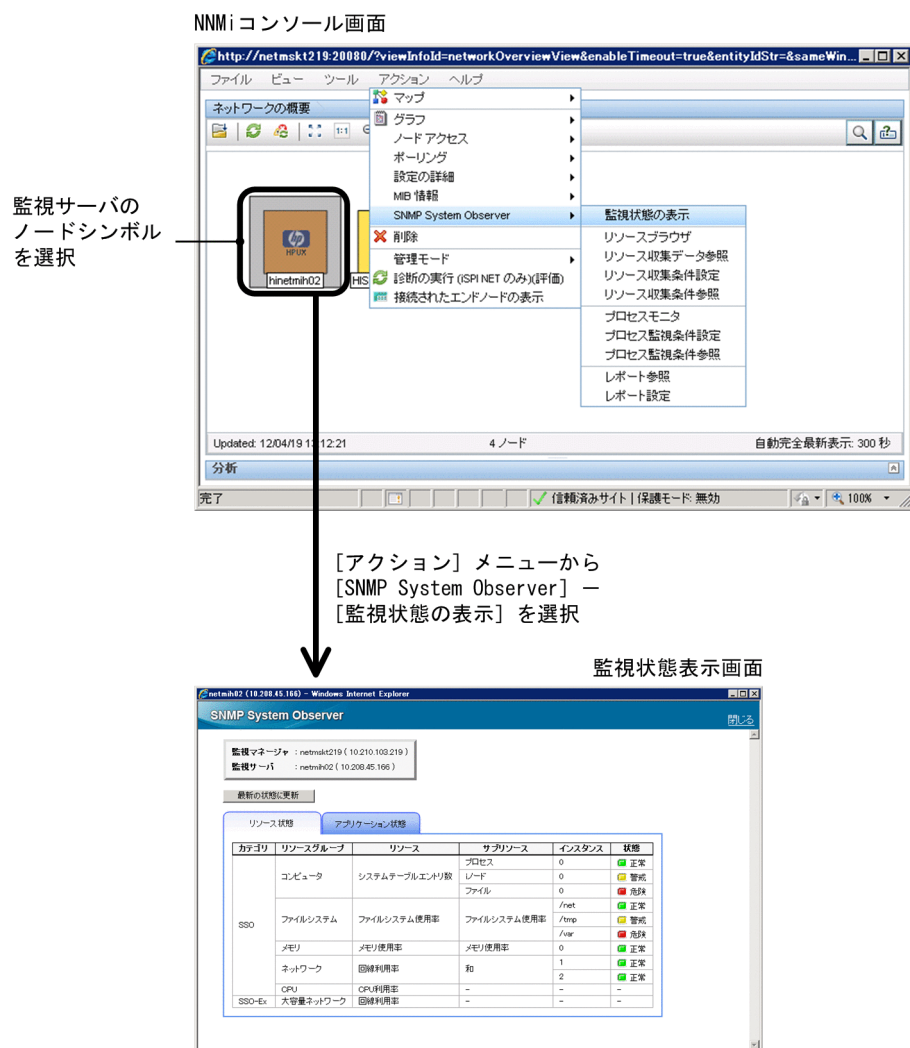 NNMiコンソール画面
http://netmskt219:20080/?viewInfoId=networkOverviewView&enableTimeout=true&entityIdStr=&sameWin...
ファイル ビュー ツール アクション ヘルプ
ネットワークの概要
マップ
グラフ
1:1
ノード アクセス
ポーリング
設定の詳細
MIB 情報
SNMP System Observer
監視状態の表示
削除
リソースブラウザ
管理モード
リソース収集データ参照
診断の実行 (iSPI NET のみ)(評価)
リソース収集条件設定
接続されたエンドノードの表示
リソース収集条件参照
プロセスモニタ
プロセス監視条件設定
プロセス監視条件参照
レポート参照
レポート設定
監視サーバの
ノードシンボル
を選択
hp
HPUX
hinetmih02
HIS
Updated: 12/04/19 13:12:21 4 ノード 自動完全最新表示: 300 秒
分析
完了 信頼済みサイト | 保護モード: 無効 100%
[アクション] メニューから
[SNMP System Observer] −
[監視状態の表示] を選択
監視状態表示画面
netmih02 (10.208.45.166) - Windows Internet Explorer
SNMP System Observer 閉じる
監視マネージャ : netmskt219 ( 10.210.103.219 )
監視サーバ : netmih02 ( 10.208.45.166 )
最新の状態に更新
リソース状態 アプリケーション状態
カテゴリ リソースグループ リソース サブリソース インスタンス 状態
SSO コンピュータ システムテーブルエントリ数 プロセス 0 正常
iノード 0 警戒
ファイル 0 危険
ファイルシステム ファイルシステム使用率 ファイルシステム使用率 /net 正常
/tmp 警戒
/var 危険
メモリ メモリ使用率 メモリ使用率 0 正常
ネットワーク 回線利用率 和 1 正常
2 正常
CPU CPU利用率 - - -
SSO-Ex 大容量ネットワーク 回線利用率 - - -